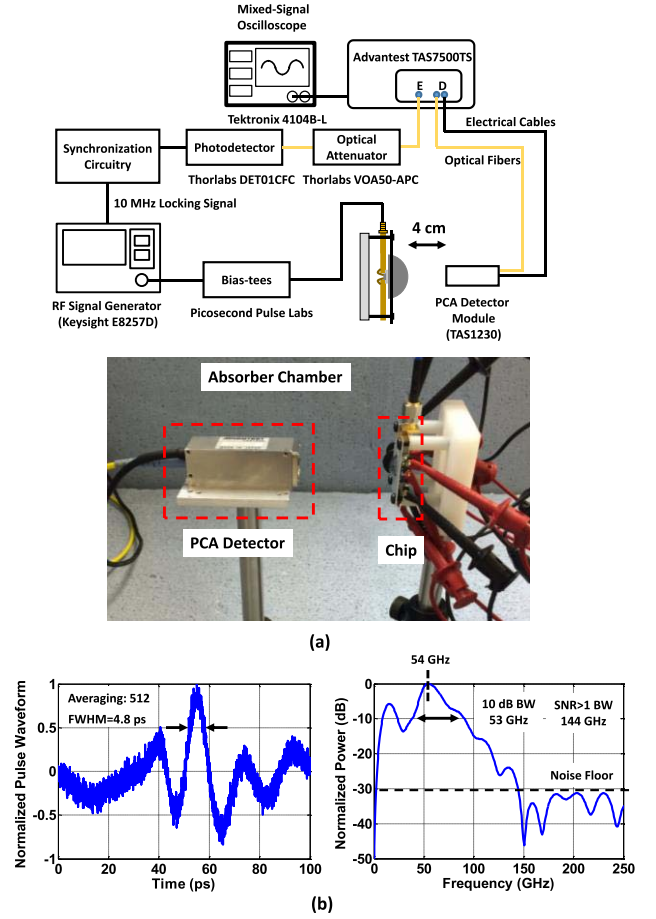 Mixed-Signal
Oscilloscope
Tektronix 4104B-L
Advantest TAS7500TS
E D
Electrical Cables
Optical Fibers
Synchronization
Circuitry
Photodetector
Thorlabs DET01CFC
Optical
Attenuator
Thorlabs VOA50-APC
10 MHz Locking Signal
RF Signal Generator
(Keysight E8257D)
Bias-tees
Picosecond Pulse Labs
4 cm
PCA Detector
Module
(TAS1230)
Absorber Chamber
PCA Detector
Chip
(a)
Normalized Pulse Waveform
1
0.5
0
-0.5
-1
Averaging: 512
FWHM=4.8 ps
0 20 40 60 80 100
Time (ps)
54 GHz
Normalized Power (dB)
0
-10
-20
-30
-40
-50
10 dB BW
53 GHz
SNR>1 BW
144 GHz
Noise Floor
0 50 100 150 200 250
Frequency (GHz)
(b)